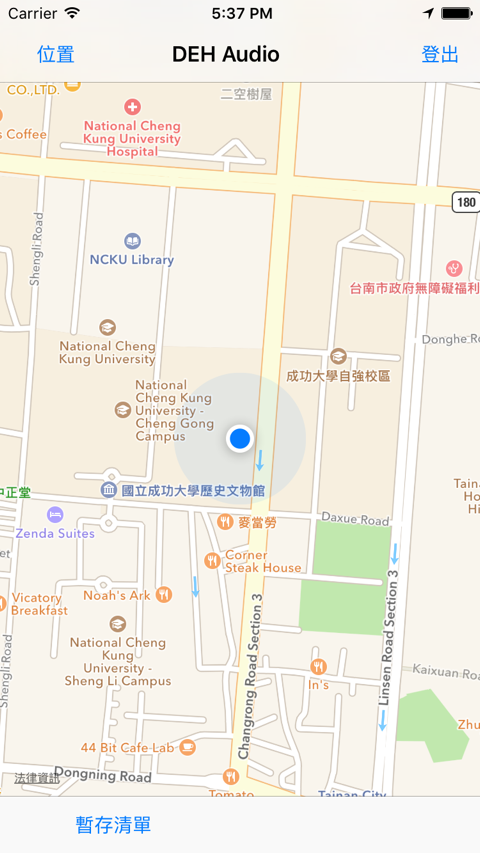 Carrier 5:37 PM
位置 DEH Audio 登出
CO.,LTD.
二空樹屋
s Coffee
National Cheng
Kung University
Hospital
180
Shengli Road
NCKU Library
台南市政府無障礙福利
Donghe Ro
National Cheng
Kung University
成功大學自強校區
National
Cheng Kung
University -
Cheng Gong
Campus
中正堂
國立成功大學歷史文物館
Taina
Ho
Hi
Zenda Suites
麥當勞
Daxue Road
et
Corner
Steak House
Vicatory
Breakfast
Noah's Ark
National Cheng
Kung
University -
Sheng Li Campus
Shengli Road
Changrong Road Section 3
Linsen Road Section 3
In's
Kaixuan Roa
Zhu
44 Bit Cafe Lab
法律資訊
Dongning Road
Tomato
Tainan City
暫存清單